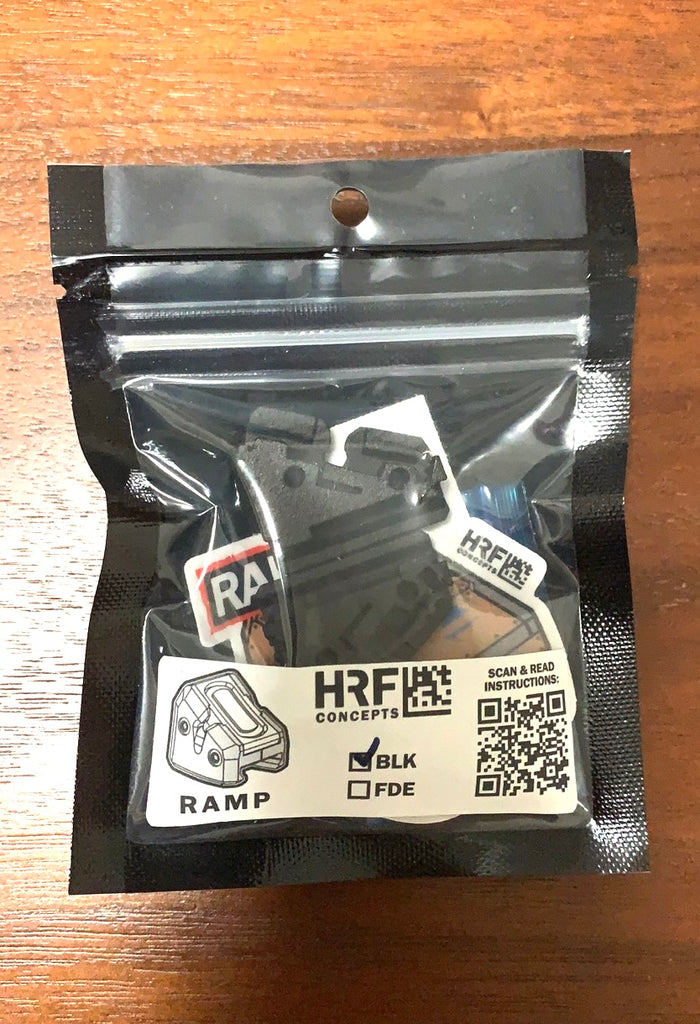 RA
HRF
CONCEPTS
HRF
CONCEPTS
SCAN & READ
INSTRUCTIONS:
BLK
FDE
RAMP